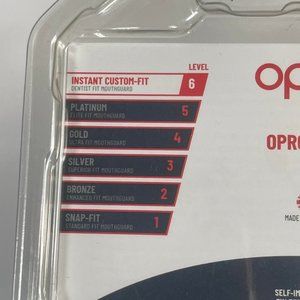 LEVEL
INSTANT CUSTOM-FIT 6
DENTIST FIT MOUTHGUARD
PLATINUM 5
ELITE FIT MOUTHGUARD
GOLD 4
ULTRA FIT MOUTHGUARD
SILVER 3
SUPERIOR FIT MOUTHGUARD
BRONZE 2
ENHANCED FIT MOUTHGUARD
SNAP-FIT 1
STANDARD FIT MOUTHGUARD
op
OPRO
MADE
SELF-IM